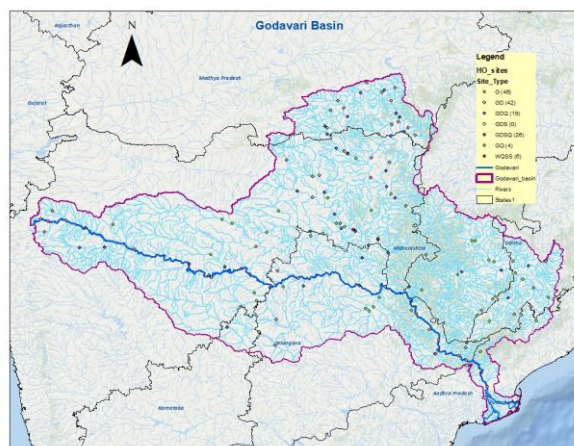 Godavari Basin
N
Rajasthan
Madhya Pradesh
Gujarat
Legend
HO_sites
Site_Type
G (46)
GD (42)
GDQ (19)
GDS (0)
GDSQ (26)
GQ (4)
WQSS (6)
Godavari
Godavari_basin
Rivers
States1
Maharashtra
Odisha
Telangana
Karnataka
Andhra Pradesh